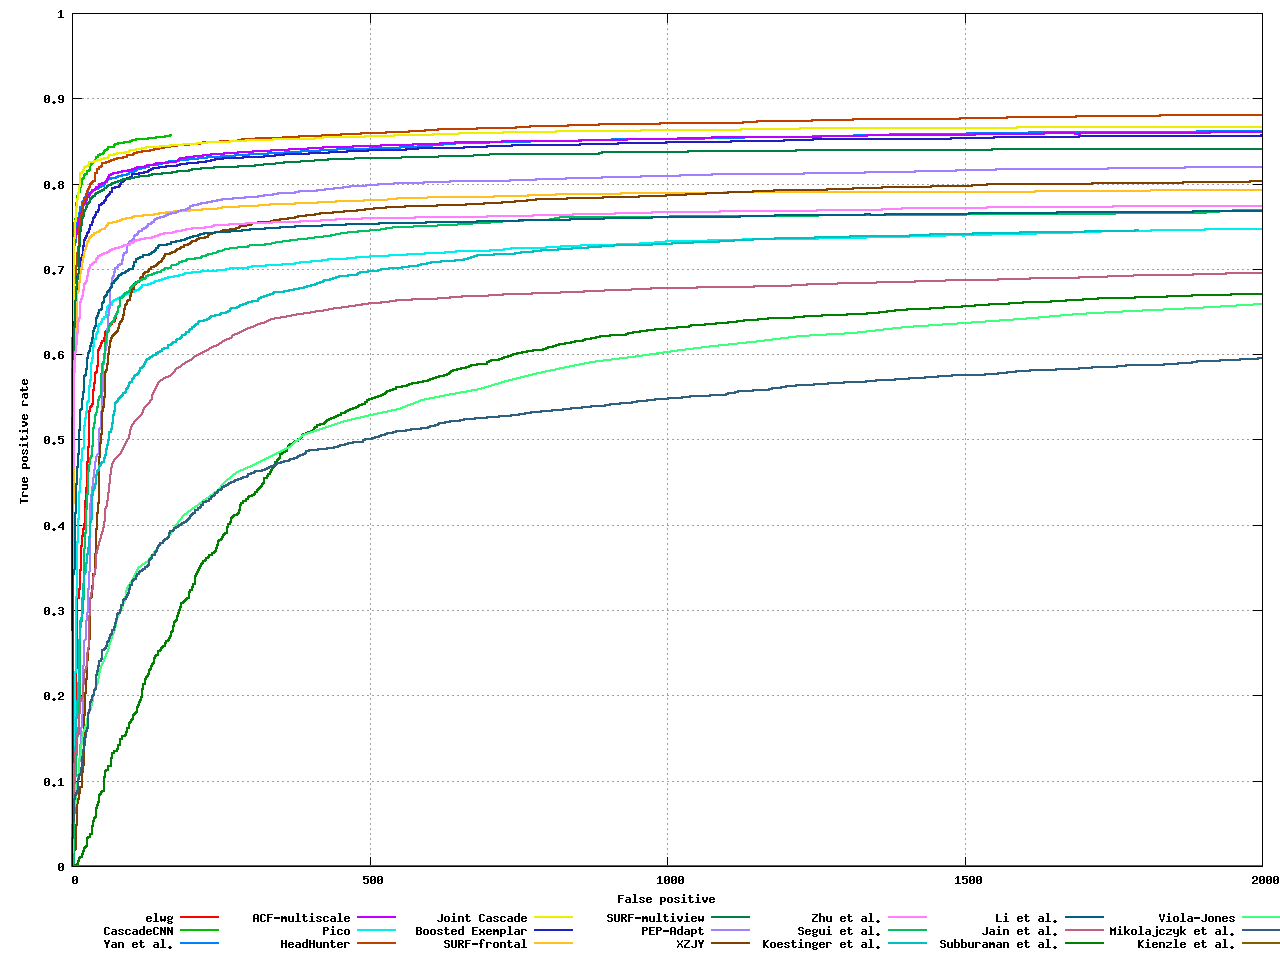 1
0.9
0.8
0.7
0.6
0.5
0.4
0.3
0.2
0.1
0
True positive rate
0 500 1000 1500 2000
False positive
elwg ACF-multiscale Joint Cascade SURF-multiview Zhu et al. Li et al. Viola-Jones
CascadeCNN Pico Boosted Exemplar PEP-Adapt Segui et al. Jain et al. Mikolajczyk et al.
Yan et al. HeadHunter SURF-frontal XZJY Koestinger et al. Subburaman et al. Kienzle et al.